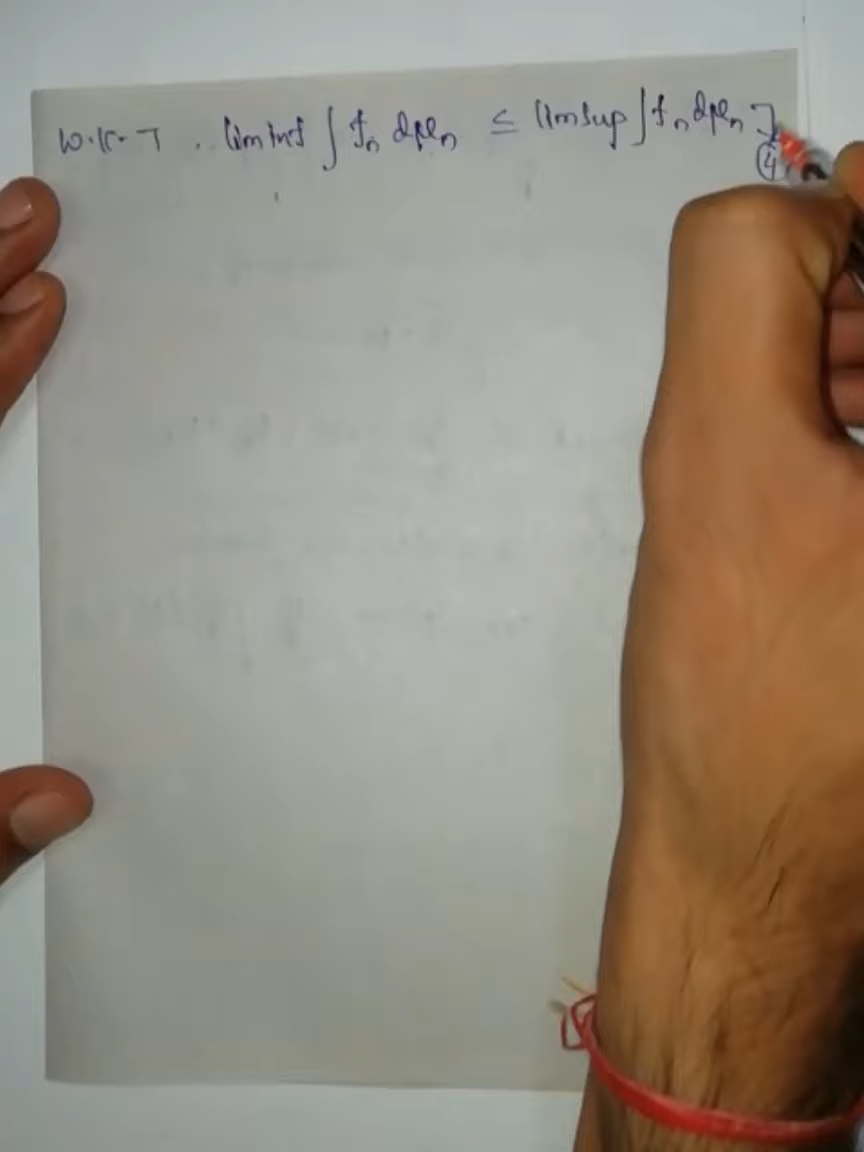 W.K.T. lim inf ∫ fₙ dμₙ ≤ lim sup ∫ fₙ dμₙ ] ④